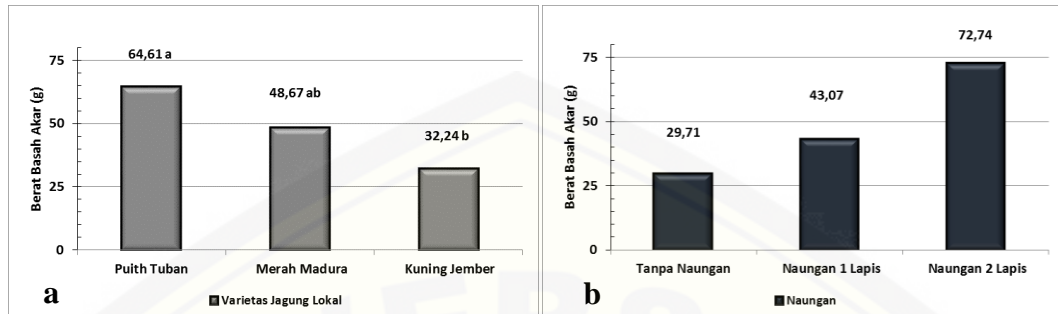 64,61 a
48,67 ab
32,24 b
75
50
25
0
Berat Basah Akar (g)
Puith Tuban Merah Madura Kuning Jember
Varietas Jagung Lokal
a
72,74
43,07
29,71
75
50
25
0
Berat Basah Akar (g)
Tanpa Naungan Naungan 1 Lapis Naungan 2 Lapis
Naungan
b